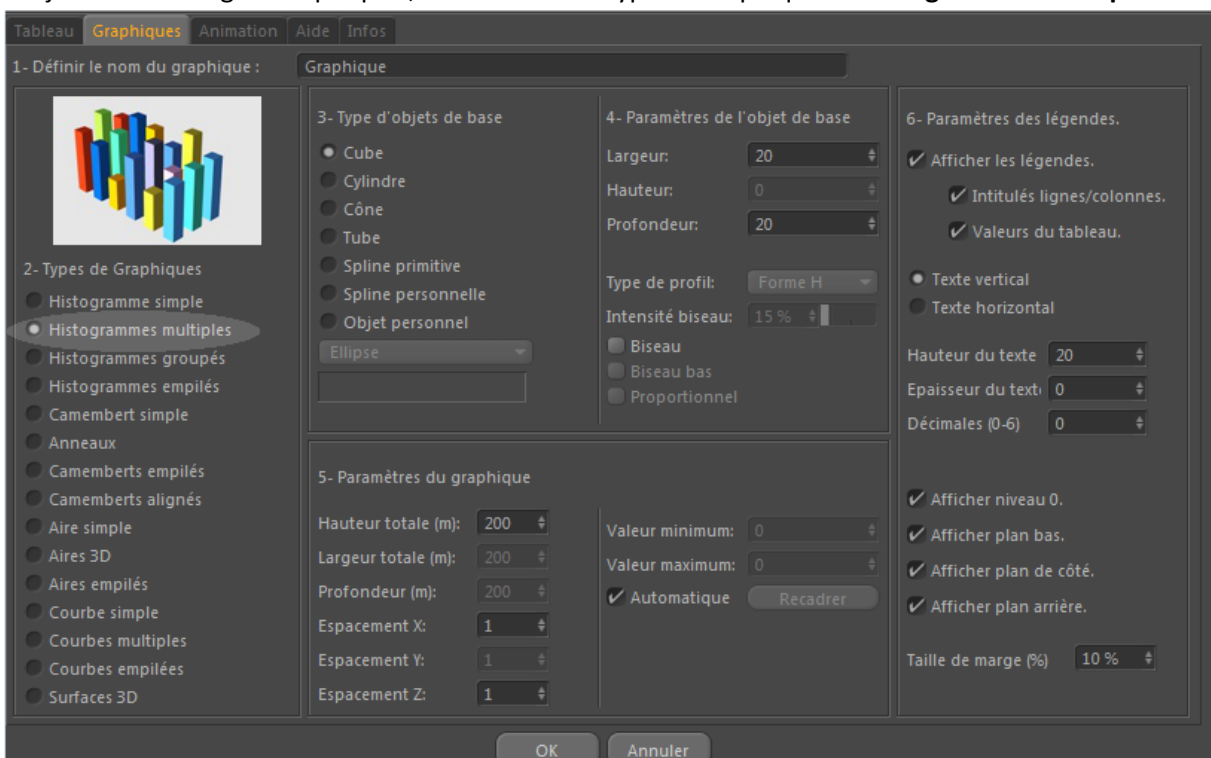 Tableau Graphiques Animation Aide Infos
1- Définir le nom du graphique : Graphique
2- Types de Graphiques
Histogramme simple
Histogrammes multiples
Histogrammes groupés
Histogrammes empilés
Camembert simple
Anneaux
Camemberts empilés
Camemberts alignés
Aire simple
Aires 3D
Aires empilés
Courbe simple
Courbes multiples
Courbes empilées
Surfaces 3D
3- Type d'objets de base
Cube
Cylindre
Cône
Tube
Spline primitive
Spline personnelle
Objet personnel
Ellipse
4- Paramètres de l'objet de base
Largeur: 20
Hauteur: 0
Profondeur: 20
Type de profil: Forme H
Intensité biseau: 15 %
Biseau
Biseau bas
Proportionnel
5- Paramètres du graphique
Hauteur totale (m): 200
Largeur totale (m): 200
Profondeur (m): 200
Espacement X: 1
Espacement Y: 1
Espacement Z: 1
Valeur minimum: 0
Valeur maximum: 0
Automatique Recadrer
6- Paramètres des légendes.
Afficher les légendes.
Intitulés lignes/colonnes.
Valeurs du tableau.
Texte vertical
Texte horizontal
Hauteur du texte 20
Epaisseur du text 0
Décimales (0-6) 0
Afficher niveau 0.
Afficher plan bas.
Afficher plan de côté.
Afficher plan arrière.
Taille de marge (%) 10 %
OK Annuler